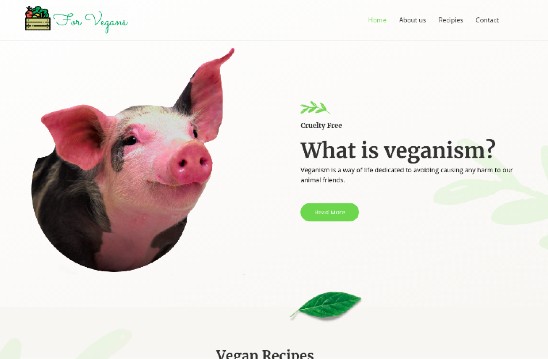 For Vegans
Home
About us
Recipies
Contact
Cruelty Free
What is veganism?
Veganism is a way of life dedicated to avoiding causing any harm to our
animal friends.
Read More
Vegan Recipes